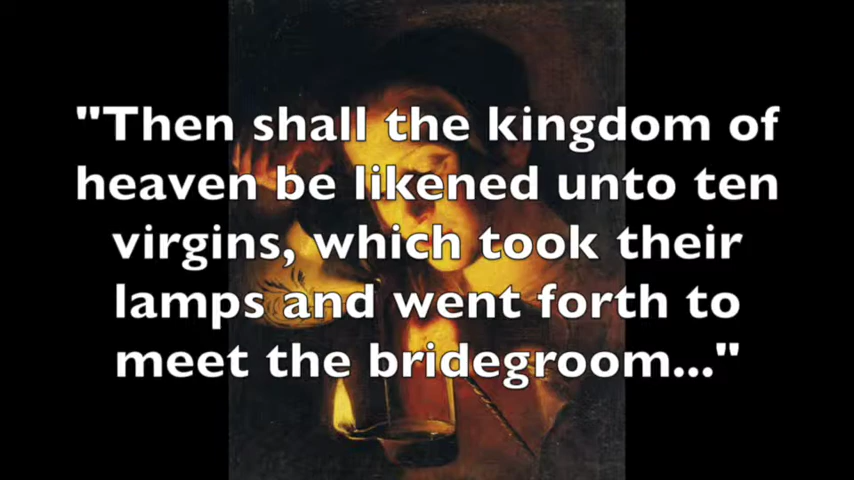 "Then shall the kingdom of
heaven be likened unto ten
virgins, which took their
lamps and went forth to
meet the bridegroom..."